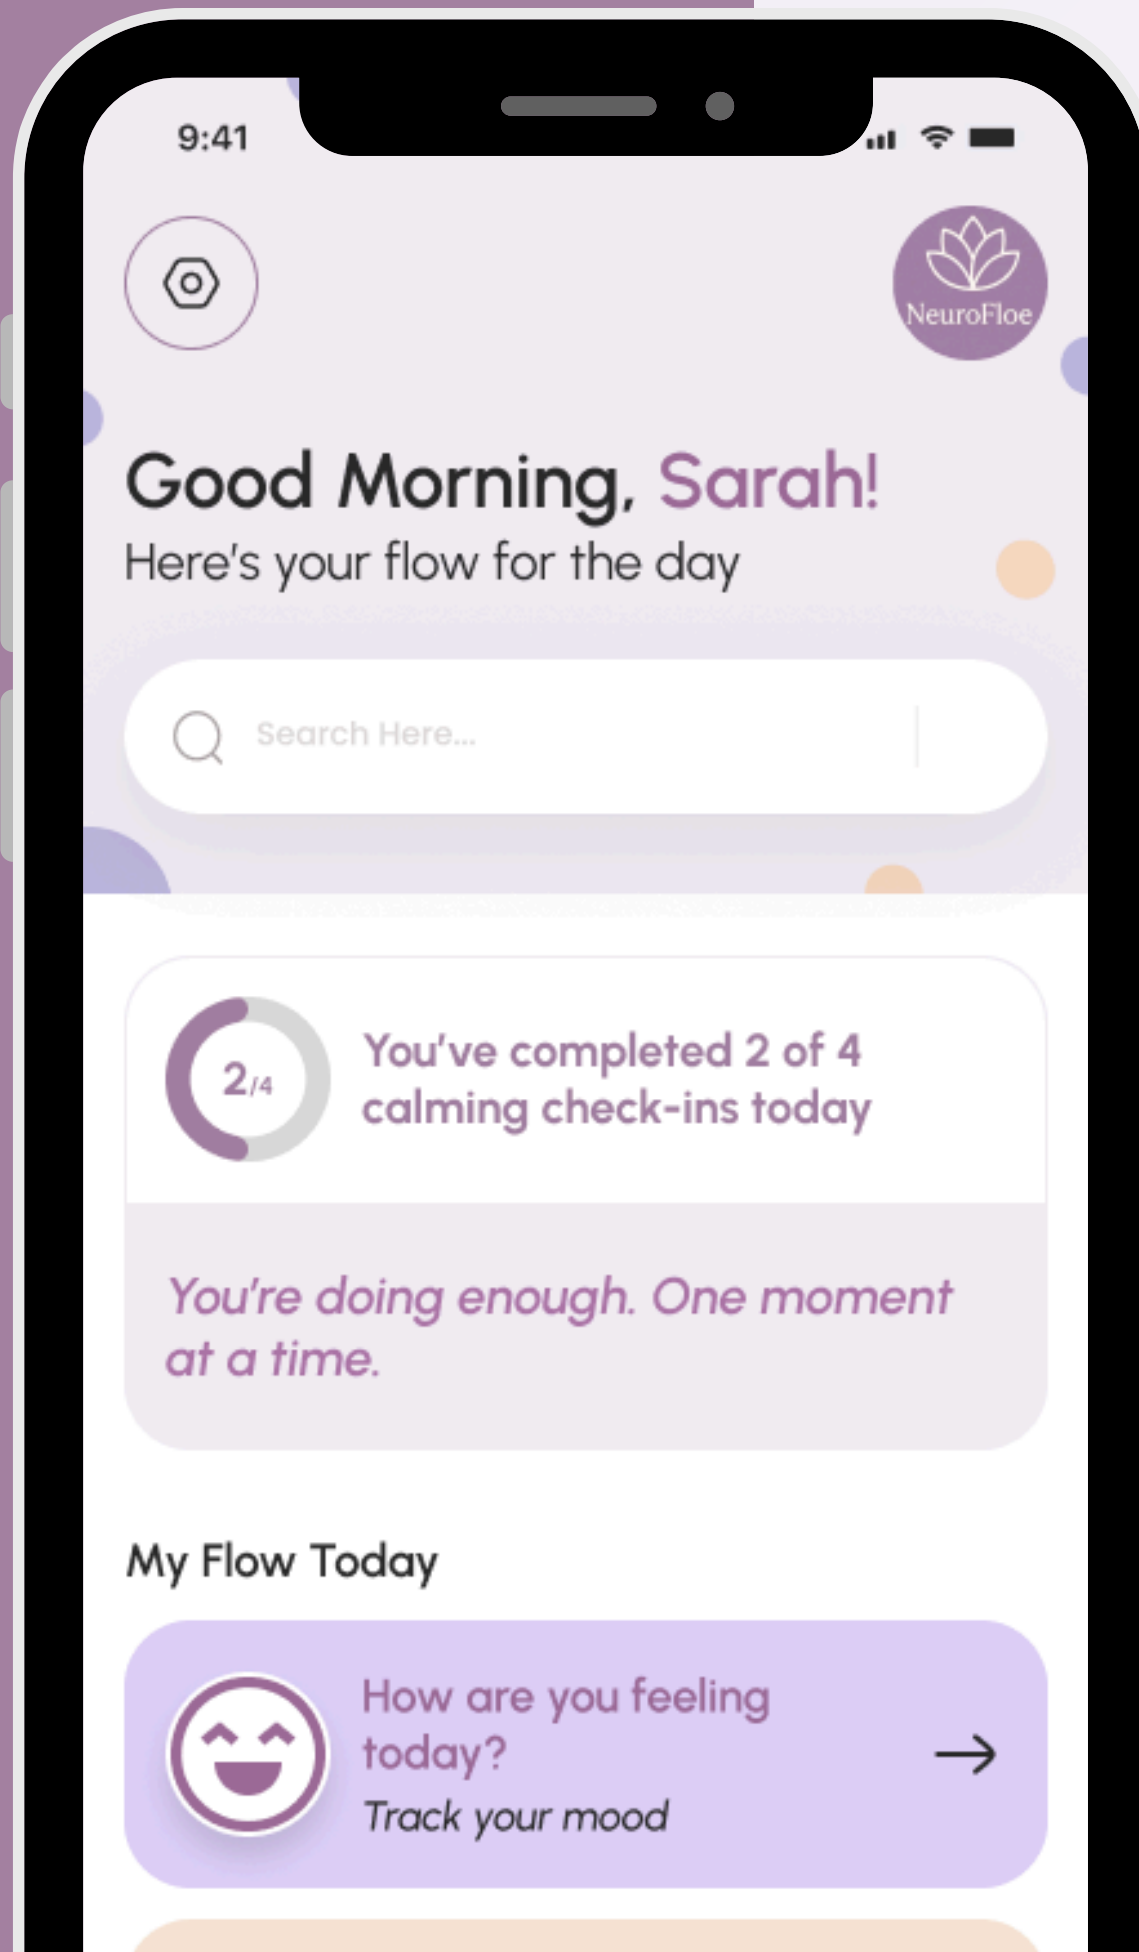 9:41
NeuroFloe
Good Morning, Sarah!
Here's your flow for the day
Search Here...
2/4
You've completed 2 of 4
calming check-ins today
You're doing enough. One moment
at a time.
My Flow Today
How are you feeling
today?
Track your mood